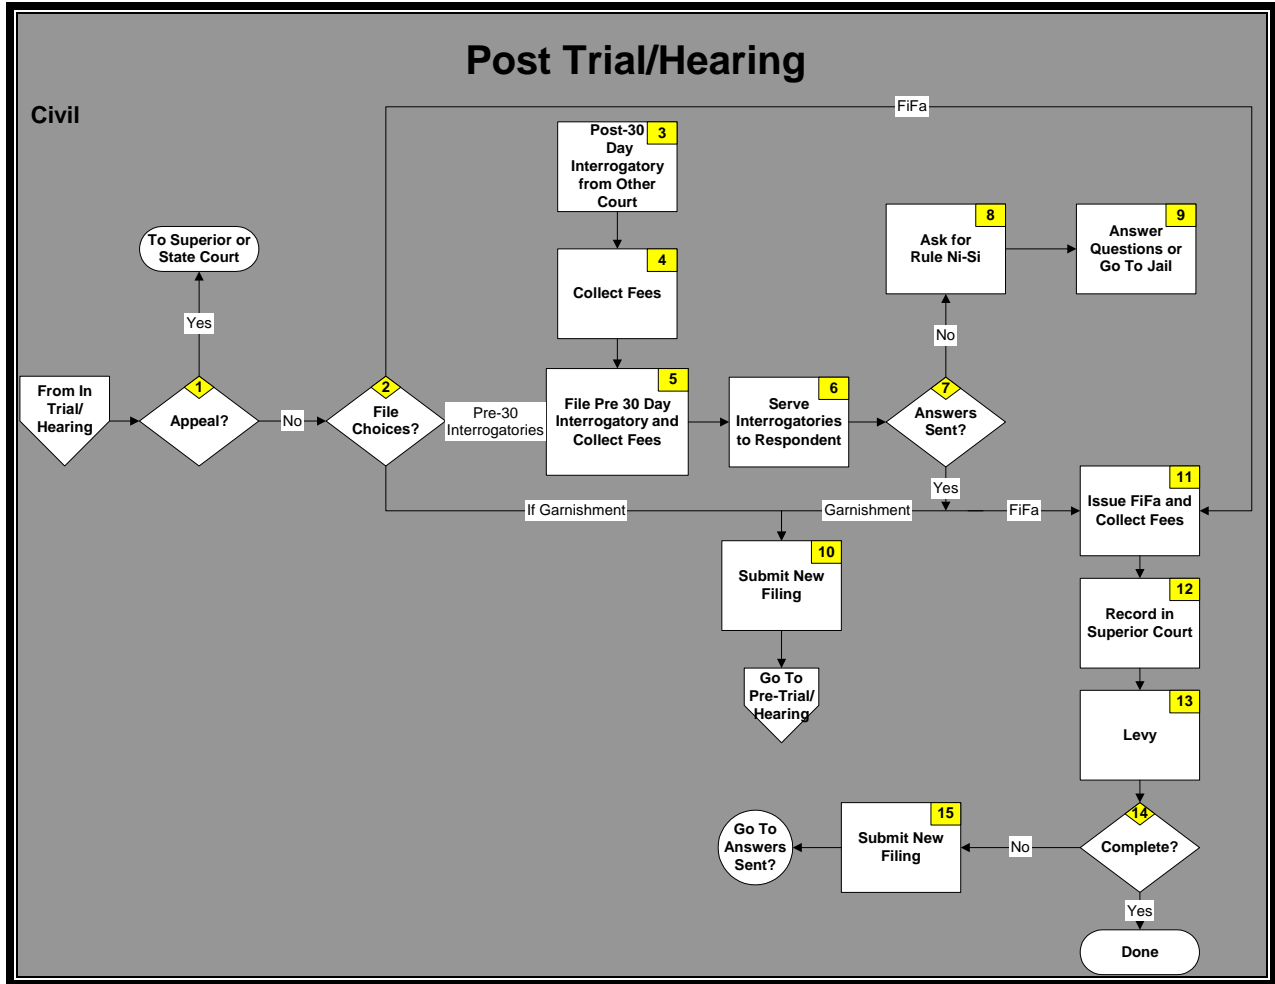 Post Trial/Hearing
Civil
FiFa
3
Post-30
Day
Interrogatory
from Other
Court
4
Collect Fees
To Superior or
State Court
Yes
From In
Trial/
Hearing
1
Appeal?
No
2
File
Choices?
Pre-30
Interrogatories
5
File Pre 30 Day
Interrogatory and
Collect Fees
6
Serve
Interrogatories
to Respondent
7
Answers
Sent?
No
8
Ask for
Rule Ni-Si
9
Answer
Questions or
Go To Jail
Yes
If Garnishment
Garnishment
FiFa
10
Submit New
Filing
Go To
Pre-Trial/
Hearing
11
Issue FiFa and
Collect Fees
12
Record in
Superior Court
13
Levy
14
Complete?
No
15
Submit New
Filing
Go To
Answers
Sent?
Yes
Done